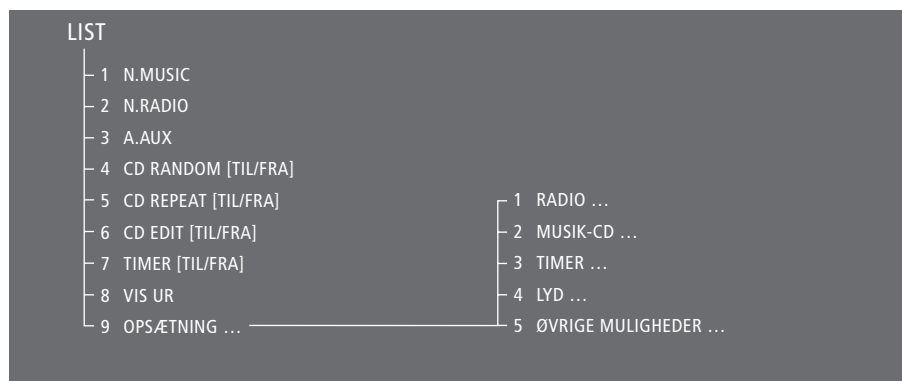 LIST
1 N.MUSIC
2 N.RADIO
3 A.AUX
4 CD RANDOM [TIL/FRA]
5 CD REPEAT [TIL/FRA]
6 CD EDIT [TIL/FRA]
7 TIMER [TIL/FRA]
8 VIS UR
9 OPSÆTNING …
1 RADIO …
2 MUSIK-CD …
3 TIMER …
4 LYD …
5 ØVRIGE MULIGHEDER …